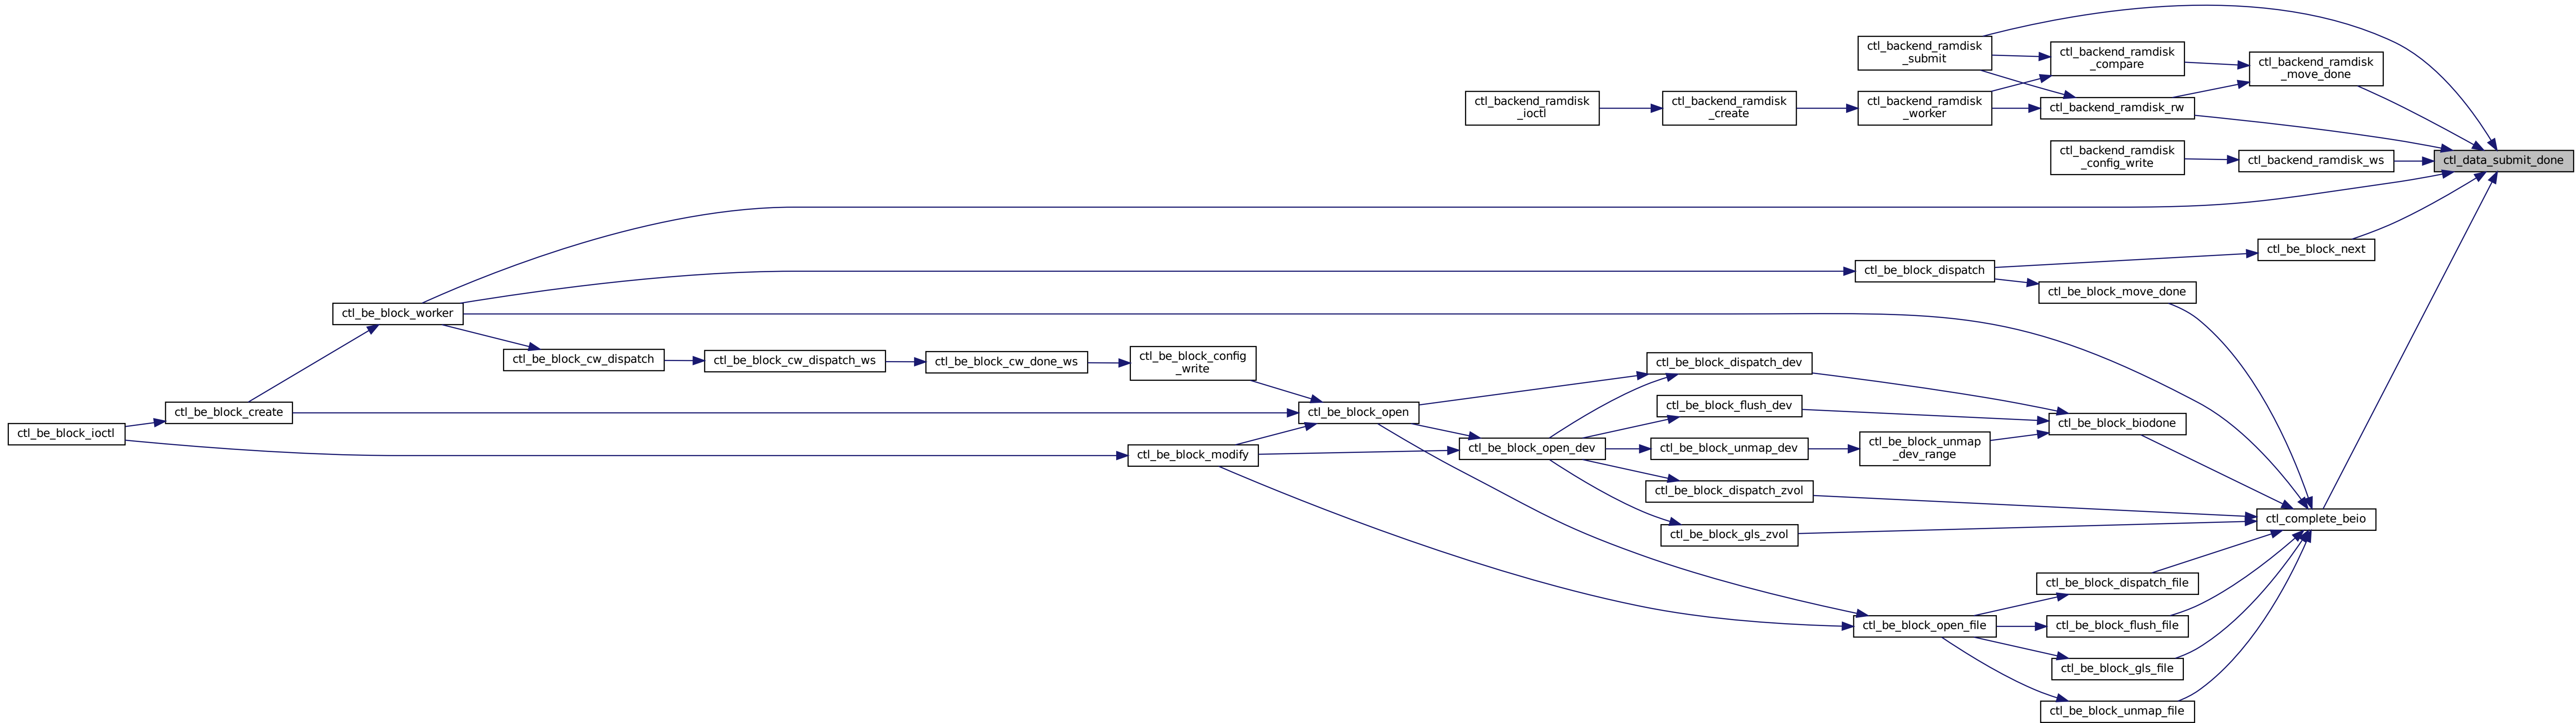 ctl_backend_ramdisk
_submit
ctl_backend_ramdisk
_compare
ctl_backend_ramdisk
_move_done
ctl_backend_ramdisk
_ioctl
ctl_backend_ramdisk
_create
ctl_backend_ramdisk
_worker
ctl_backend_ramdisk_rw
ctl_backend_ramdisk
_config_write
ctl_backend_ramdisk_ws
ctl_data_submit_done
ctl_be_block_next
ctl_be_block_dispatch
ctl_be_block_move_done
ctl_be_block_worker
ctl_be_block_cw_dispatch
ctl_be_block_cw_dispatch_ws
ctl_be_block_cw_done_ws
ctl_be_block_config
_write
ctl_be_block_dispatch_dev
ctl_be_block_flush_dev
ctl_be_block_create
ctl_be_block_open
ctl_be_block_biodone
ctl_be_block_ioctl
ctl_be_block_modify
ctl_be_block_open_dev
ctl_be_block_unmap_dev
ctl_be_block_unmap
_dev_range
ctl_be_block_dispatch_zvol
ctl_be_block_gls_zvol
ctl_complete_beio
ctl_be_block_dispatch_file
ctl_be_block_open_file
ctl_be_block_flush_file
ctl_be_block_gls_file
ctl_be_block_unmap_file